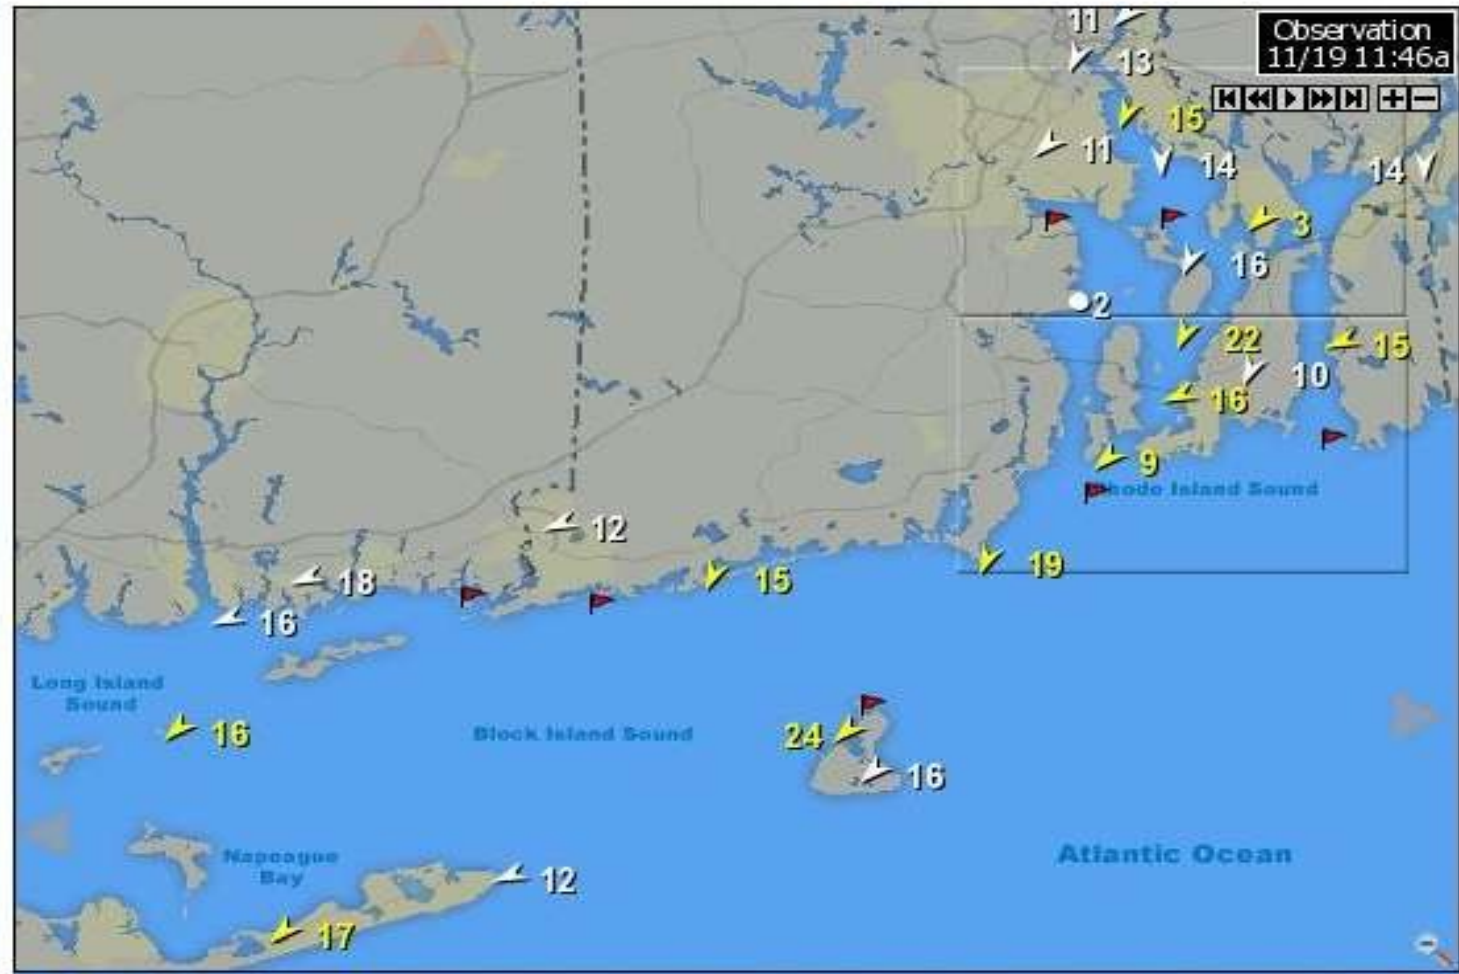 11
Observation
11/19 11:46a
13
15
11
14
14
3
16
2
22
15
10
16
9
Rhode Island Sound
12
19
15
18
16
Long Island
Sound
16
Block Island Sound
24
16
Napeague
Bay
Atlantic Ocean
12
17